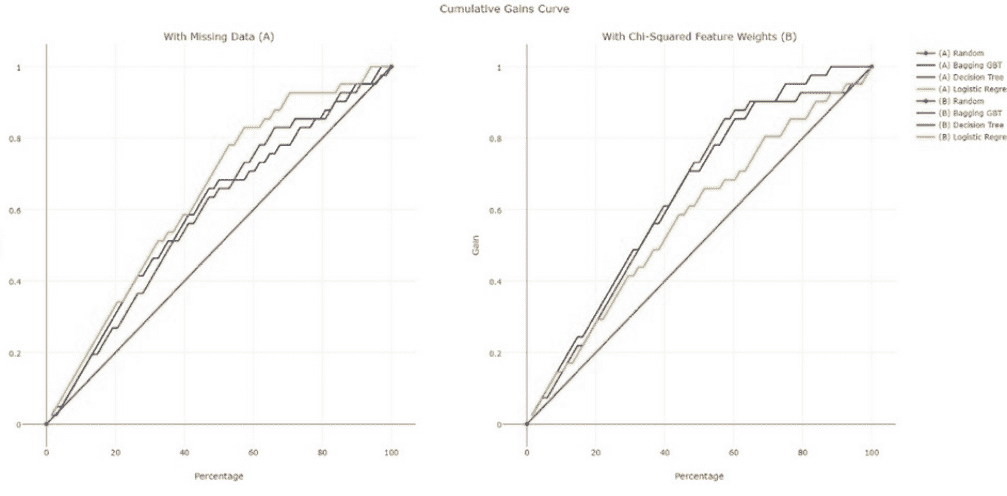 Cumulative Gains Curve
With Missing Data (A)
With Chi-Squared Feature Weights (B)
1
0.8
0.6
0.4
0.2
0
0 20 40 60 80 100
Percentage
Gain
1
0.8
0.6
0.4
0.2
0
0 20 40 60 80 100
Percentage
(A) Random
(A) Bagging GBT
(A) Decision Tree
(A) Logistic Regre
(B) Random
(B) Bagging GBT
(B) Decision Tree
(B) Logistic Regre